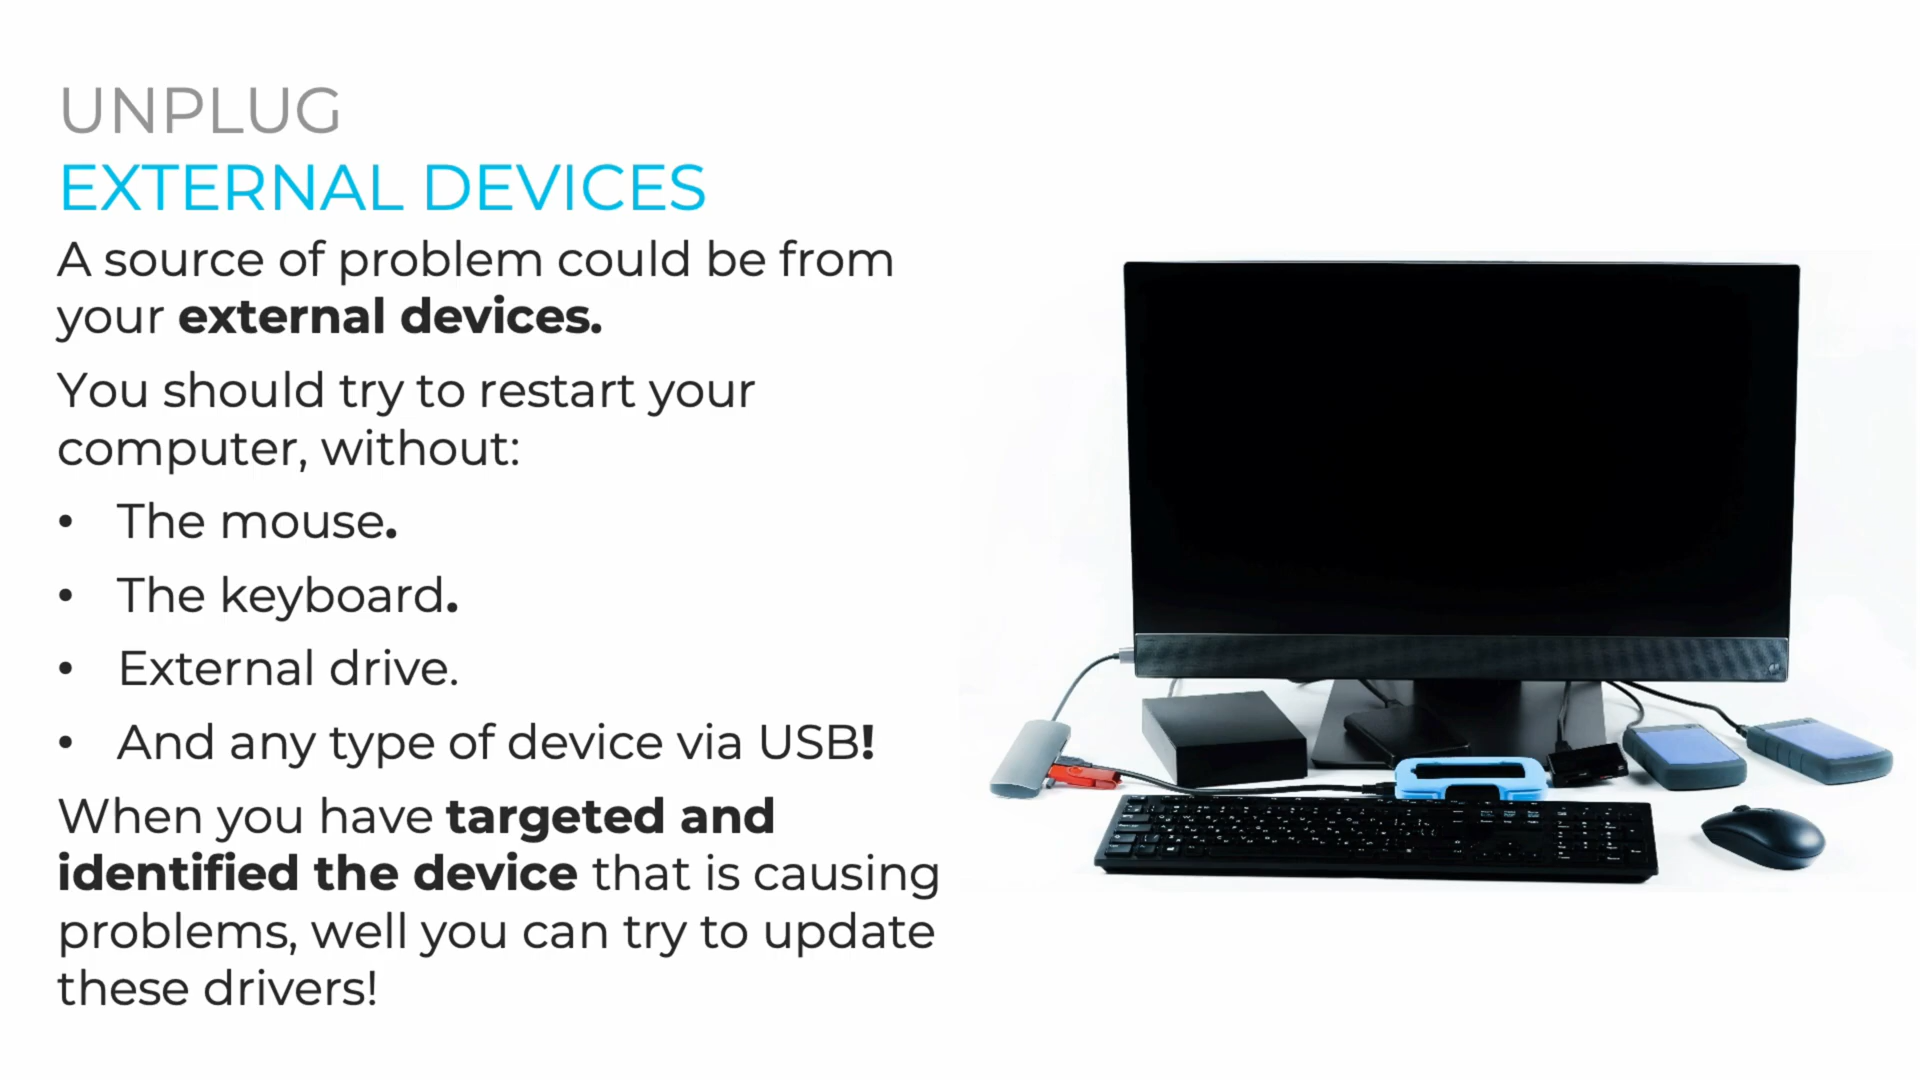 UNPLUG
EXTERNAL DEVICES
A source of problem could be from
your external devices.
You should try to restart your
computer, without:
• The mouse.
• The keyboard.
• External drive.
• And any type of device via USB!
When you have targeted and
identified the device that is causing
problems, well you can try to update
these drivers!